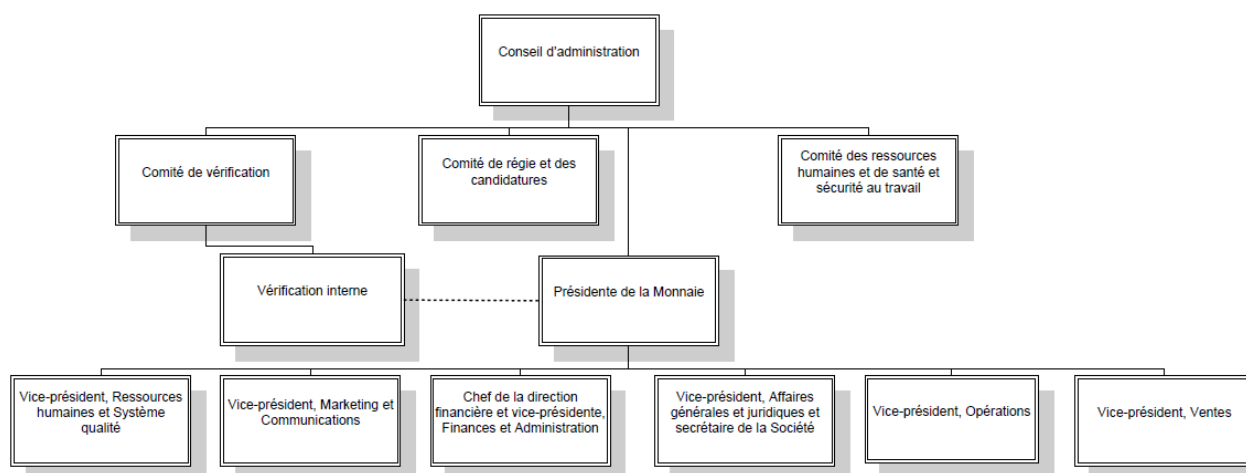 Conseil d'administration
Comité de vérification
Comité de régie et des
candidatures
Comité des ressources
humaines et de santé et
sécurité au travail
Vérification interne
Présidente de la Monnaie
Vice-président, Ressources
humaines et Système
qualité
Vice-président, Marketing et
Communications
Chef de la direction
financière et vice-présidente,
Finances et Administration
Vice-président, Affaires
générales et juridiques et
secrétaire de la Société
Vice-président, Opérations
Vice-président, Ventes